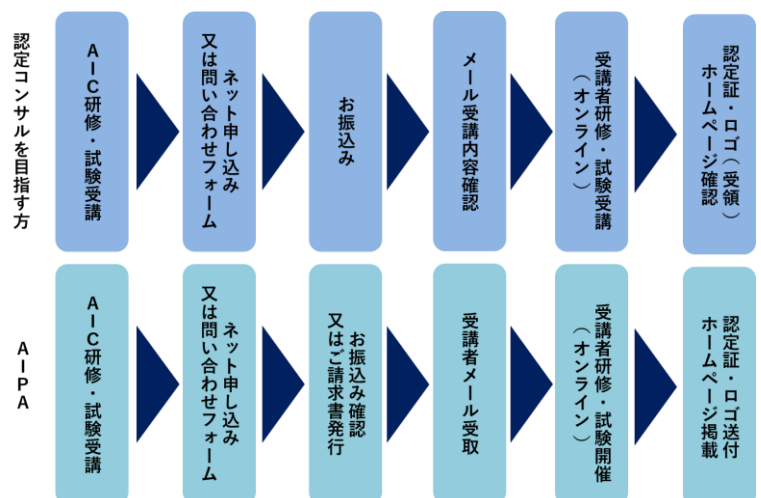 認定コンサルを目指す方
AIC研修・試験受講
ネット申し込み
又は問い合わせフォーム
お振込み
メール受講内容確認
受講者研修・試験受講
（オンライン）
認定証・ロゴ（受領）
ホームページ確認
AIPA
AIC研修・試験受講
ネット申し込み
又は問い合わせフォーム
お振込み確認
又はご請求書発行
受講者メール受取
受講者研修・試験開催
（オンライン）
認定証・ロゴ送付
ホームページ掲載